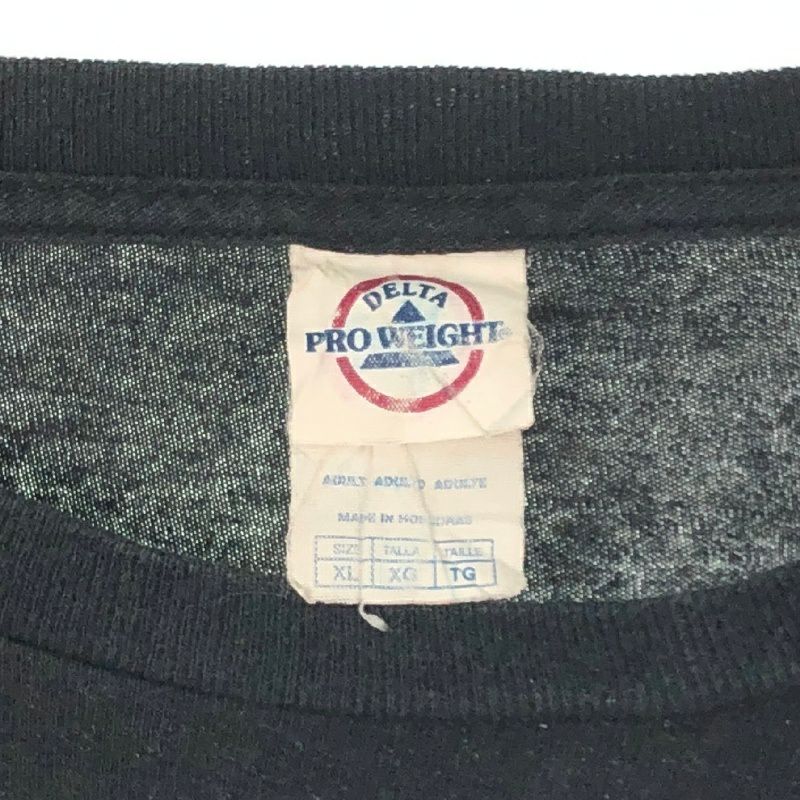 DELTA
PRO WEIGHT®
ADULT ADULTO ADULTE
MADE IN HONDURAS
SIZE TALLA TAILLE
XL XG TG